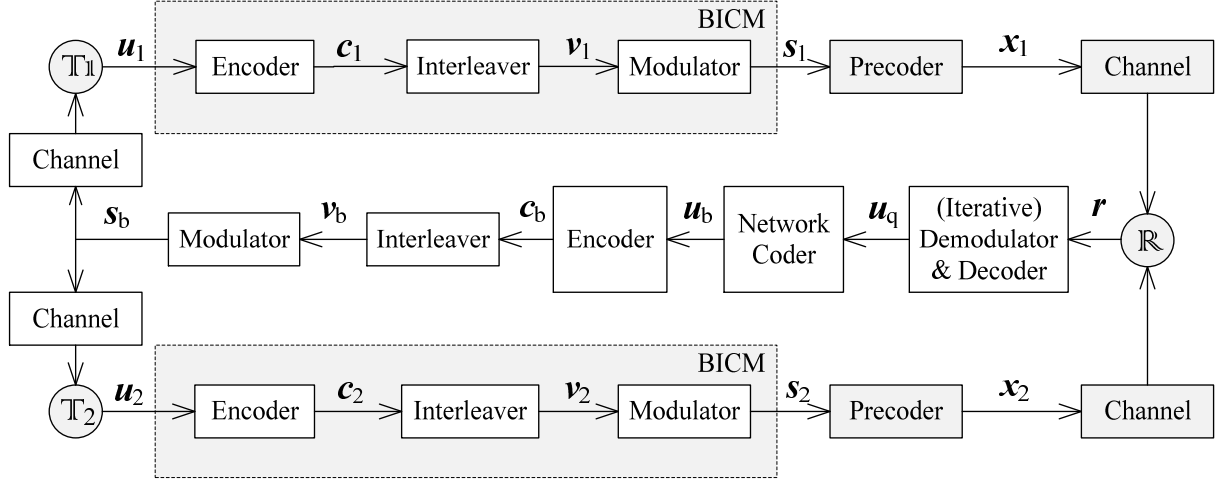 BICM
𝕋1 u1 Encoder c1 Interleaver v1 Modulator s1 Precoder x1 Channel
Channel
sb Modulator vb Interleaver cb Encoder ub Network Coder uq (Iterative) Demodulator & Decoder r ℝ
Channel
BICM
𝕋2 u2 Encoder c2 Interleaver v2 Modulator s2 Precoder x2 Channel